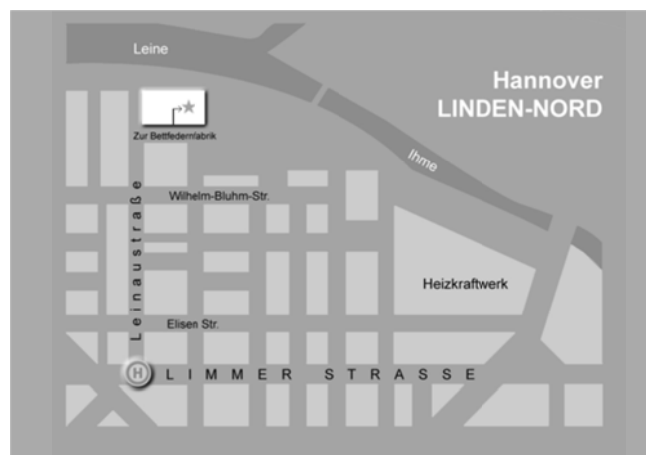 Leine
Hannover
LINDEN-NORD
Zur Bettfedernfabrik
Ihme
Wilhelm-Bluhm-Str.
Leinaustraße
Heizkraftwerk
Elisen Str.
H
LIMMER STRASSE